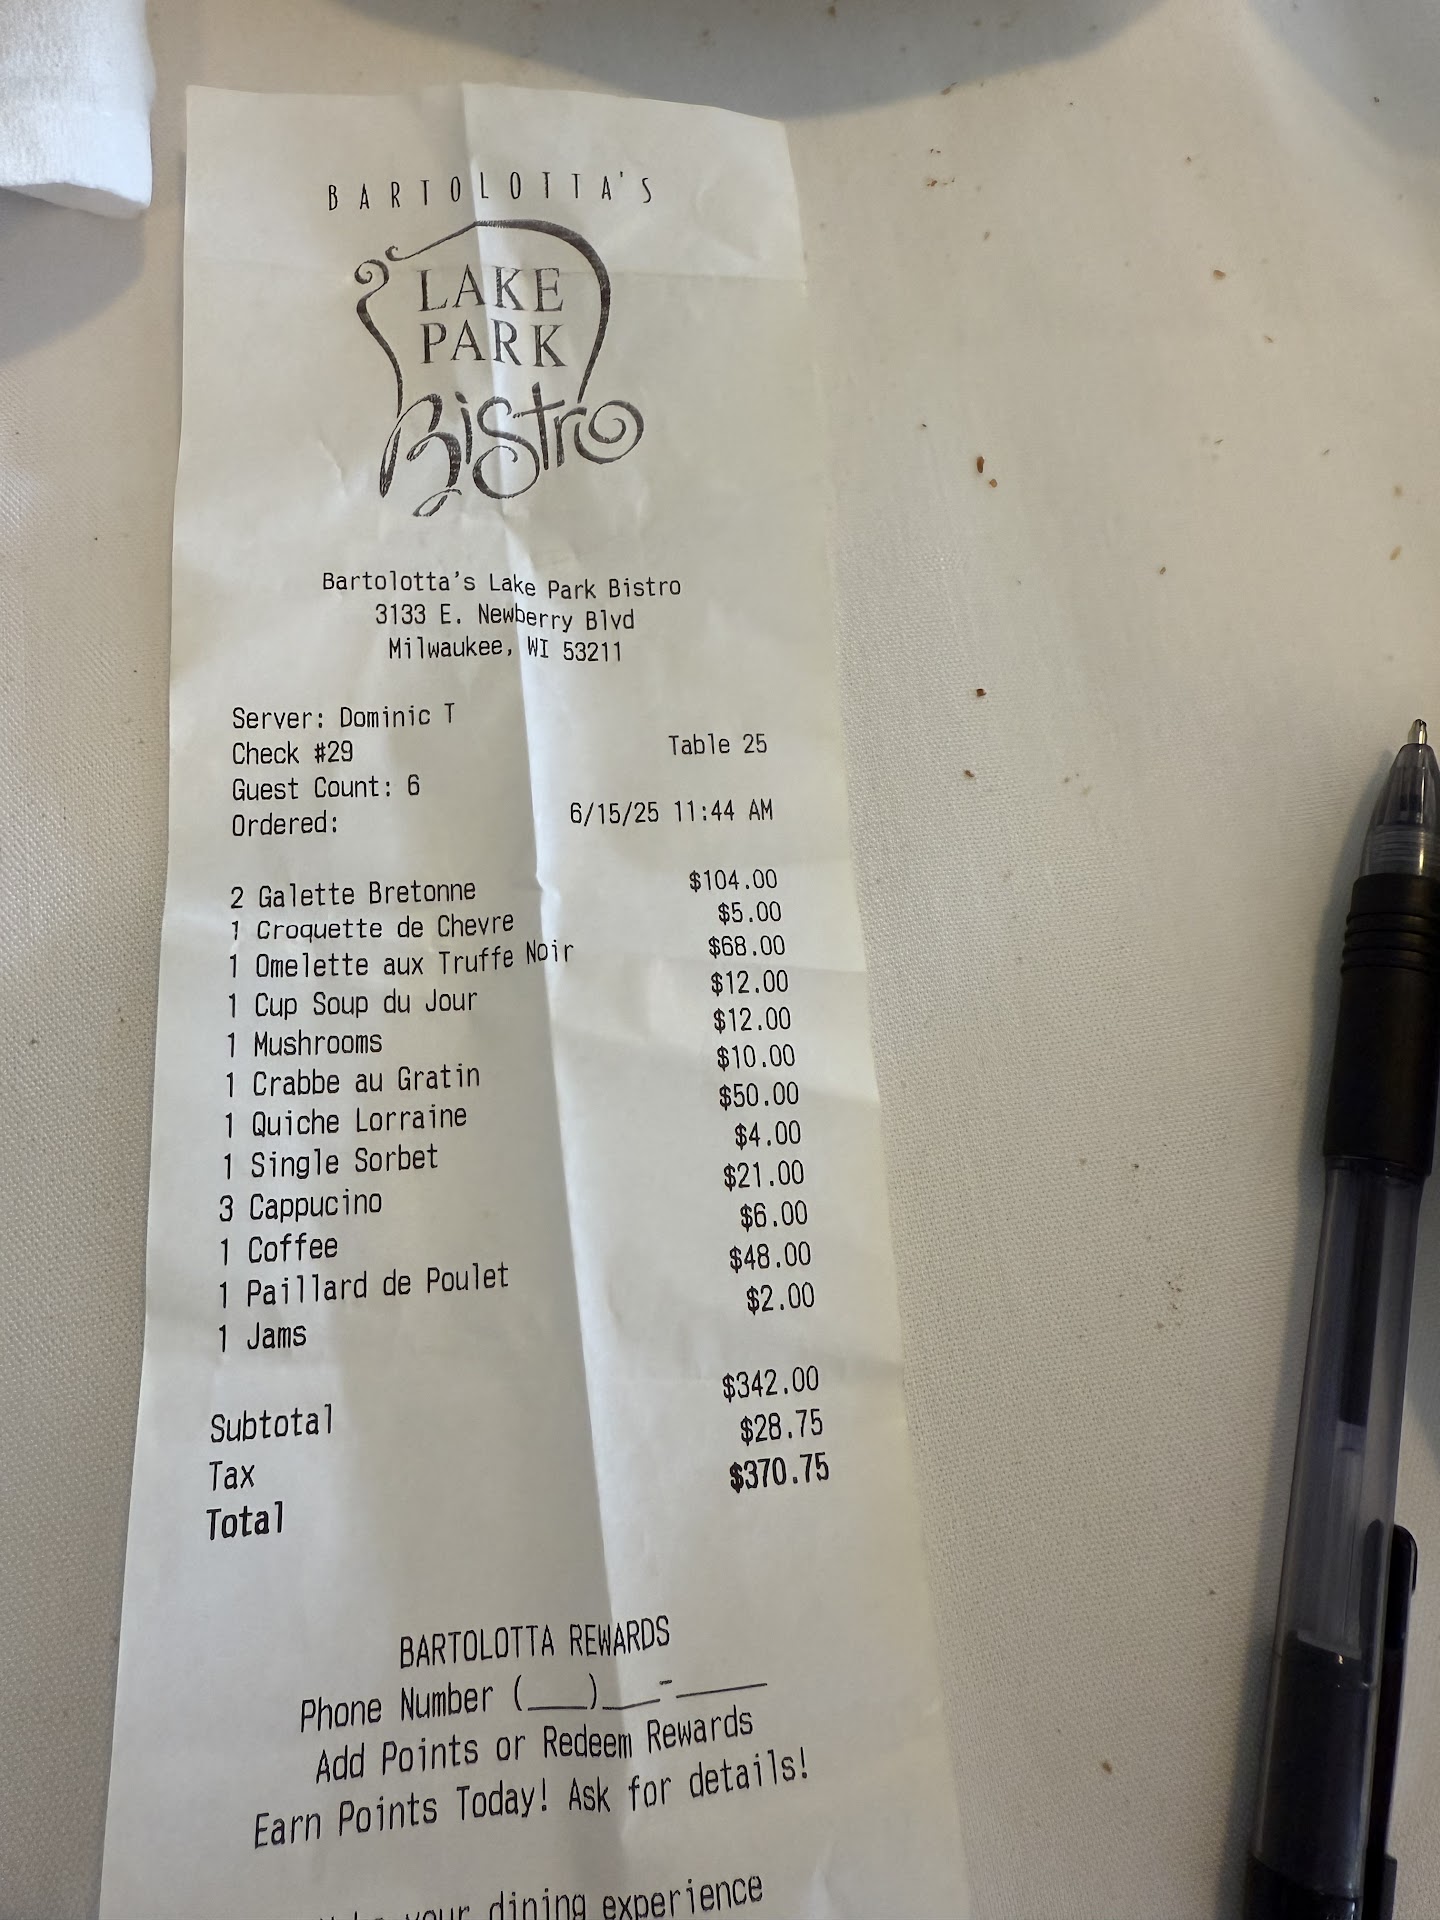 BARTOLOTTA'S
LAKE
PARK
Bistro
Bartolotta's Lake Park Bistro
3133 E. Newberry Blvd
Milwaukee, WI 53211
Server: Dominic T
Check #29 Table 25
Guest Count: 6
Ordered: 6/15/25 11:44 AM
2 Galette Bretonne $104.00
1 Croquette de Chevre $5.00
1 Omelette aux Truffe Noir $68.00
1 Cup Soup du Jour $12.00
1 Mushrooms $12.00
1 Crabbe au Gratin $10.00
1 Quiche Lorraine $50.00
1 Single Sorbet $4.00
3 Cappucino $21.00
1 Coffee $6.00
1 Paillard de Poulet $48.00
1 Jams $2.00
Subtotal $342.00
Tax $28.75
Total $370.75
BARTOLOTTA REWARDS
Phone Number (___)___-_____
Add Points or Redeem Rewards
Earn Points Today! Ask for details!
your dining experience